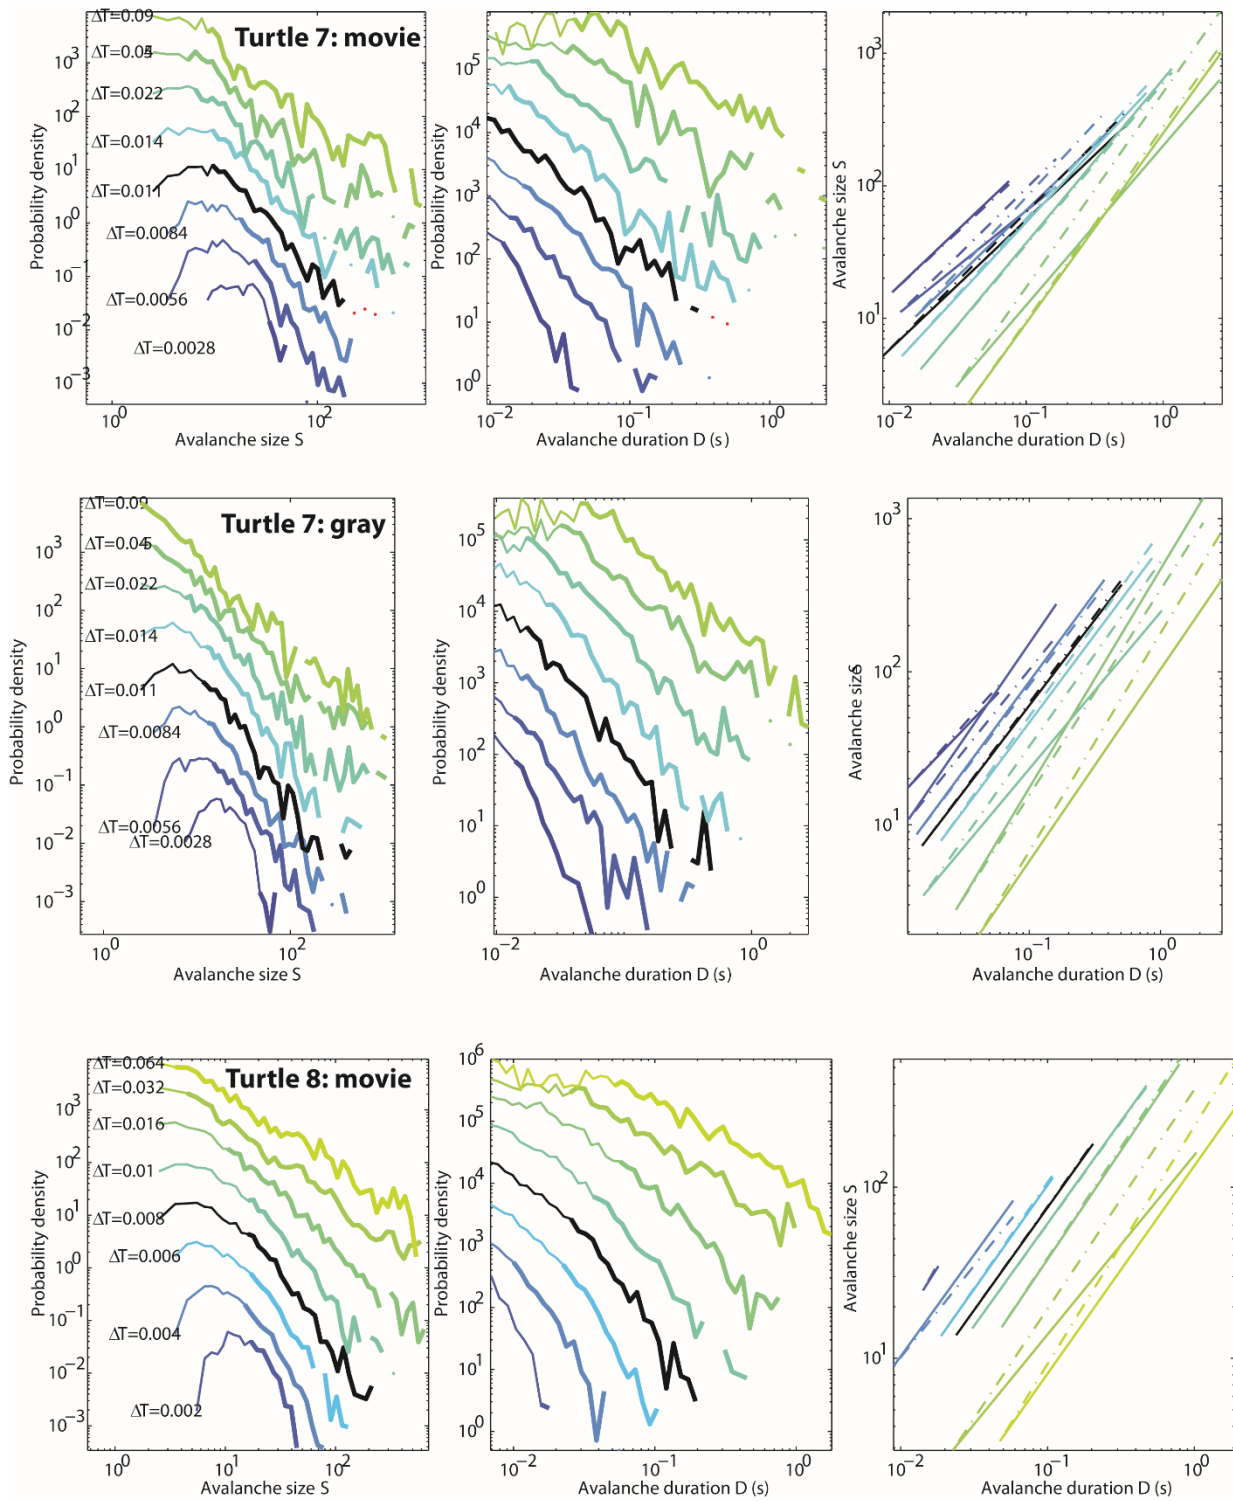 Turtle 7: movie
ΔT=0.09
ΔT=0.045
ΔT=0.022
ΔT=0.014
ΔT=0.011
ΔT=0.0084
ΔT=0.0056
ΔT=0.0028
Probability density
10^3
10^2
10^1
10^0
10^-1
10^-2
10^-3
10^0 10^2
Avalanche size S
Probability density
10^5
10^4
10^3
10^2
10^1
10^0
10^-2 10^-1 10^0
Avalanche duration D (s)
Avalanche size S
10^3
10^2
10^1
10^-2 10^-1 10^0
Avalanche duration D (s)
Turtle 7: gray
ΔT=0.09
ΔT=0.045
ΔT=0.022
ΔT=0.014
ΔT=0.011
ΔT=0.0084
ΔT=0.0056
ΔT=0.0028
Probability density
10^3
10^2
10^1
10^0
10^-1
10^-2
10^-3
10^0 10^2
Avalanche size S
Probability density
10^5
10^4
10^3
10^2
10^1
10^0
10^-2 10^-1 10^0
Avalanche duration D (s)
Avalanche size S
10^3
10^2
10^1
10^-1 10^0
Avalanche duration D (s)
Turtle 8: movie
ΔT=0.064
ΔT=0.032
ΔT=0.016
ΔT=0.01
ΔT=0.008
ΔT=0.006
ΔT=0.004
ΔT=0.002
Probability density
10^3
10^2
10^1
10^0
10^-1
10^-2
10^-3
10^0 10^1 10^2
Avalanche size S
Probability density
10^6
10^5
10^4
10^3
10^2
10^1
10^0
10^-2 10^-1 10^0
Avalanche duration D (s)
Avalanche size S
10^2
10^1
10^-2 10^-1 10^0
Avalanche duration D (s)